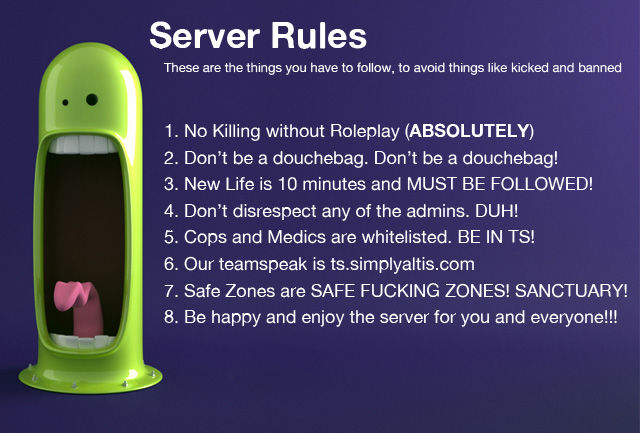 Server Rules
These are the things you have to follow, to avoid things like kicked and banned
1. No Killing without Roleplay (ABSOLUTELY)
2. Don’t be a douchebag. Don’t be a douchebag!
3. New Life is 10 minutes and MUST BE FOLLOWED!
4. Don’t disrespect any of the admins. DUH!
5. Cops and Medics are whitelisted. BE IN TS!
6. Our teamspeak is ts.simplyaltis.com
7. Safe Zones are SAFE FUCKING ZONES! SANCTUARY!
8. Be happy and enjoy the server for you and everyone!!!